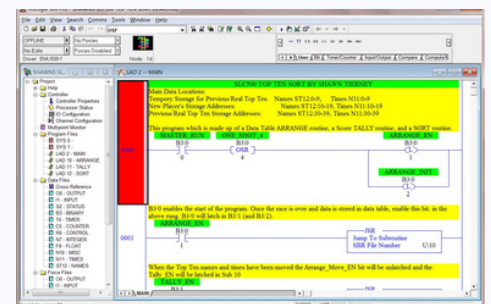 File Edit View Search Comms Tools Window Help
OFFLINE No Forces
No Edits Forces Disabled
Driver: EML500-1 Node: 1d
User Bit Timer/Counter Input/Output Compare
SHAWNS SL...
Project
Help
Controller
Controller Properties
Processor Status
IO Configuration
Channel Configuration
Multipoint Monitor
Program Files
SYS 0 -
SYS 1 -
LAD 2 - MAIN
LAD 10 - ARRANGE
LAD 11 - TALLY
LAD 12 - SORT
Data Files
Cross Reference
O0 - OUTPUT
I1 - INPUT
S2 - STATUS
B3 - BINARY
T4 - TIMER
C5 - COUNTER
R6 - CONTROL
N7 - INTEGER
F8 - FLOAT
N10 - MISC
N11 - TIMES
ST12 - NAMES
Force Files
O0 - OUTPUT
I1 - INPUT
LAD 2 -- MAIN
SLC500 TOP TEN SORT BY SHAWN TIERNEY
Main Data Locations:
Tempory Storage for Previous Real Top Ten: Names ST12:0-9, Times N11:0-9
New Player's Storage Addresses: Names ST12:10-19, Times N11:10-19
Previous Real Top Ten Storage Addresses: Names ST12:30-39, Times N11:30-39
This program which is made up of a Data Table ARRANGE routine, a Score TALLY routine, and a SORT routine.
MASTER_RUN ONE_SHOT_4 ARRANGE_EN
B3:0 B3:0 B3:0
0000 OSR L
0 4 1
ARRANGE_INIT
B3:0
L
2
B3:0 enables the start of the program. Once the race is over and data is stored in data table, enable this bit, in the
above rung. B3:0 will latch in B3:1 (and B3:2).
ARRANGE_EN
B3:0 JSR
0001 Jump To Subroutine
1 SBR File Number U:10
When the Top Ten names and times have been moved the Arrange_Move_EN bit will be unlatched and the
Tally_EN will be latched in Sub 10
TALLY_EN
B3:1 JSR
MAIN